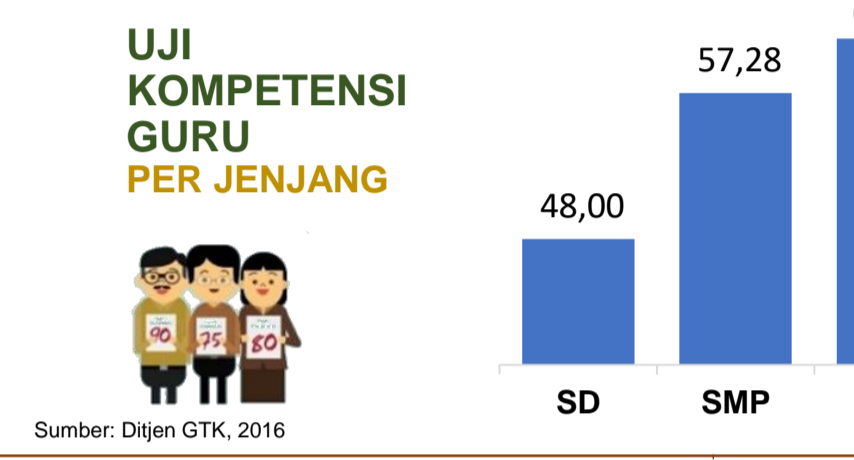 UJI
KOMPETENSI
GURU
PER JENJANG
90
75
80
Sumber: Ditjen GTK, 2016
57,28
48,00
SD
SMP